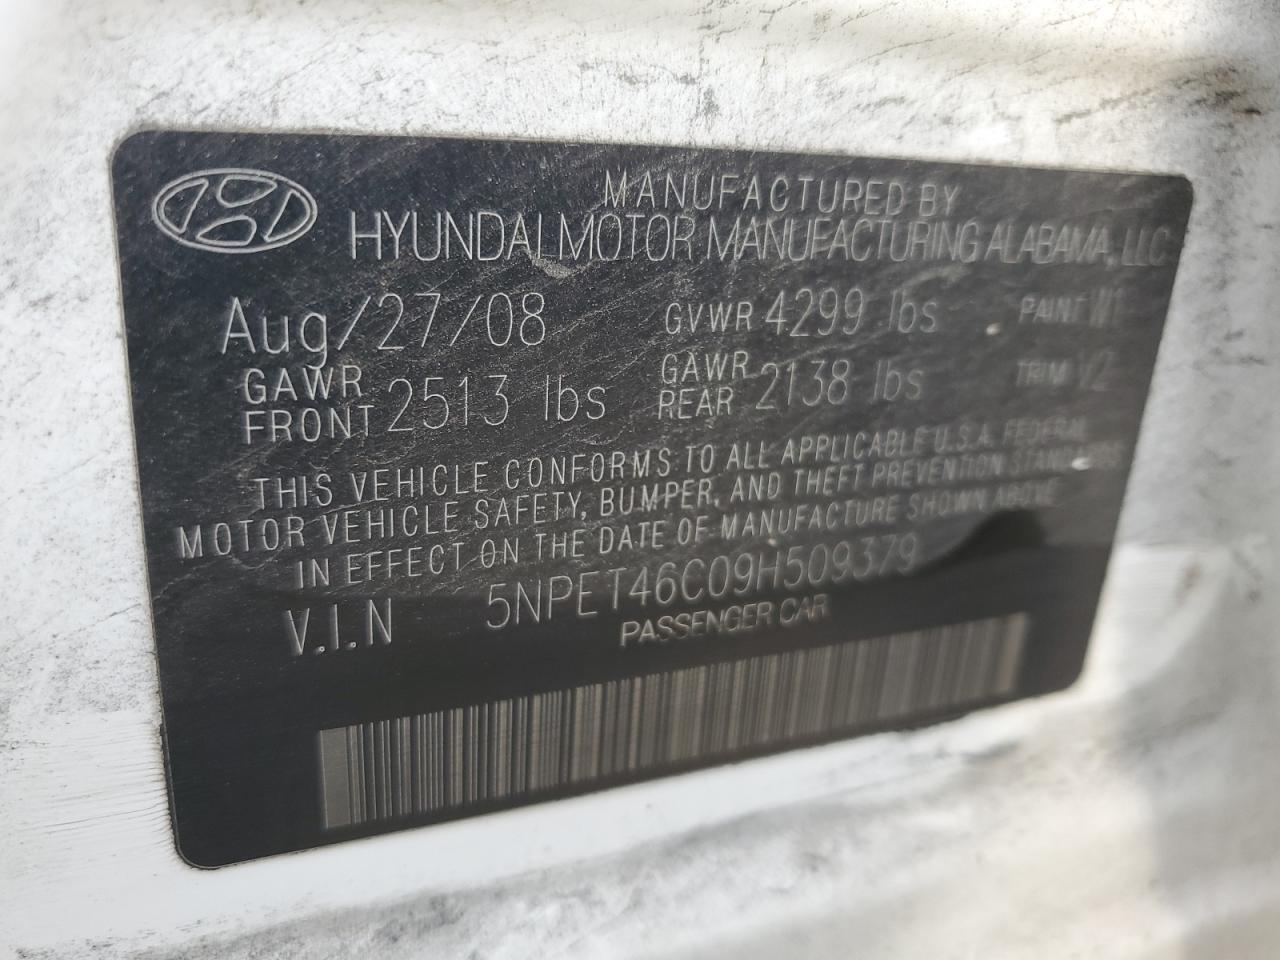 MANUFACTURED BY
HYUNDAI MOTOR MANUFACTURING ALABAMA, LLC
Aug/27/08 GVWR 4299 lbs PAINT W1
GAWR FRONT 2513 lbs GAWR REAR 2138 lbs TRIM V2
THIS VEHICLE CONFORMS TO ALL APPLICABLE U.S.A. FEDERAL
MOTOR VEHICLE SAFETY, BUMPER, AND THEFT PREVENTION STANDARDS
IN EFFECT ON THE DATE OF MANUFACTURE SHOWN ABOVE
V.I.N 5NPET46C09H509379
PASSENGER CAR